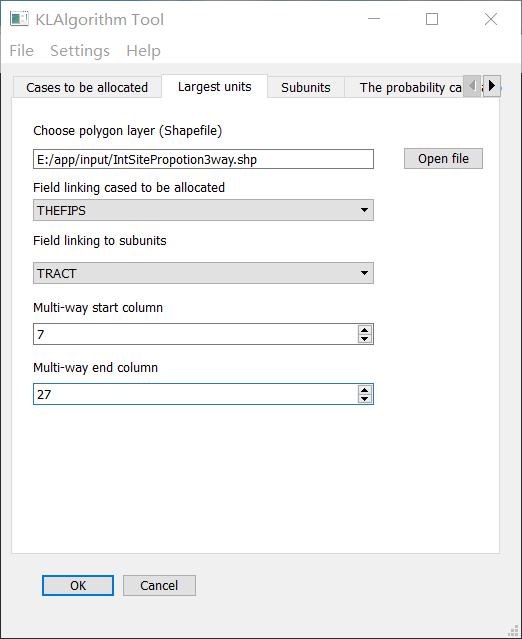 KLAlgorithm Tool
File Settings Help
Cases to be allocated Largest units Subunits The probability ca
Choose polygon layer (Shapefile)
E:/app/input/IntSitePropotion3way.shp Open file
Field linking cased to be allocated
THEFIPS
Field linking to subunits
TRACT
Multi-way start column
7
Multi-way end column
27
OK Cancel